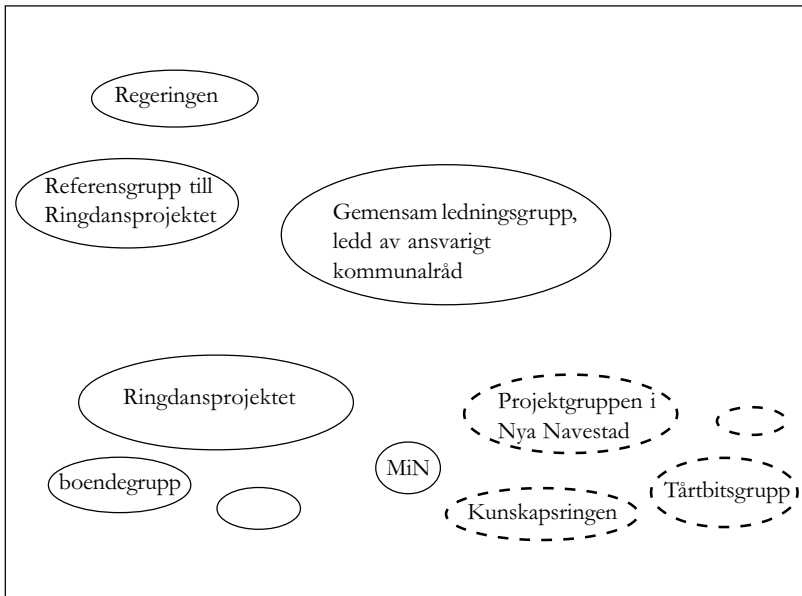 Regeringen
Referensgrupp till
Ringdansprojektet
Gemensam ledningsgrupp,
ledd av ansvarigt
kommunalråd
Ringdansprojektet
Projektgruppen i
Nya Navestad
boendegrupp
MiN
Kunskapsringen
Tårtbitsgrupp